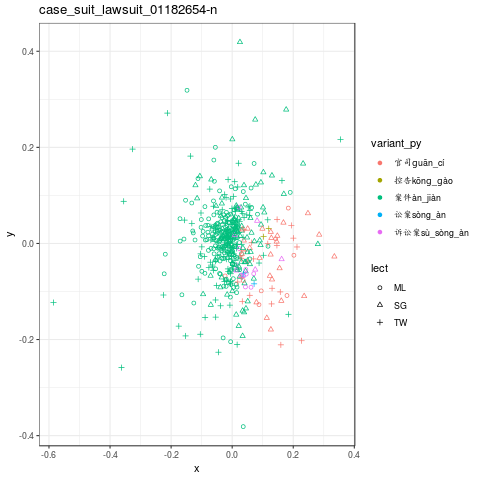 case_suit_lawsuit_01182654-n
0.4
0.2
0.0
-0.2
-0.4
y
-0.6
-0.4
-0.2
0.0
0.2
0.4
x
variant_py
官司guān_cí
控告kōng_gào
案件àn_jiàn
讼案sòng_àn
诉讼案sù_sòng_àn
lect
ML
SG
TW